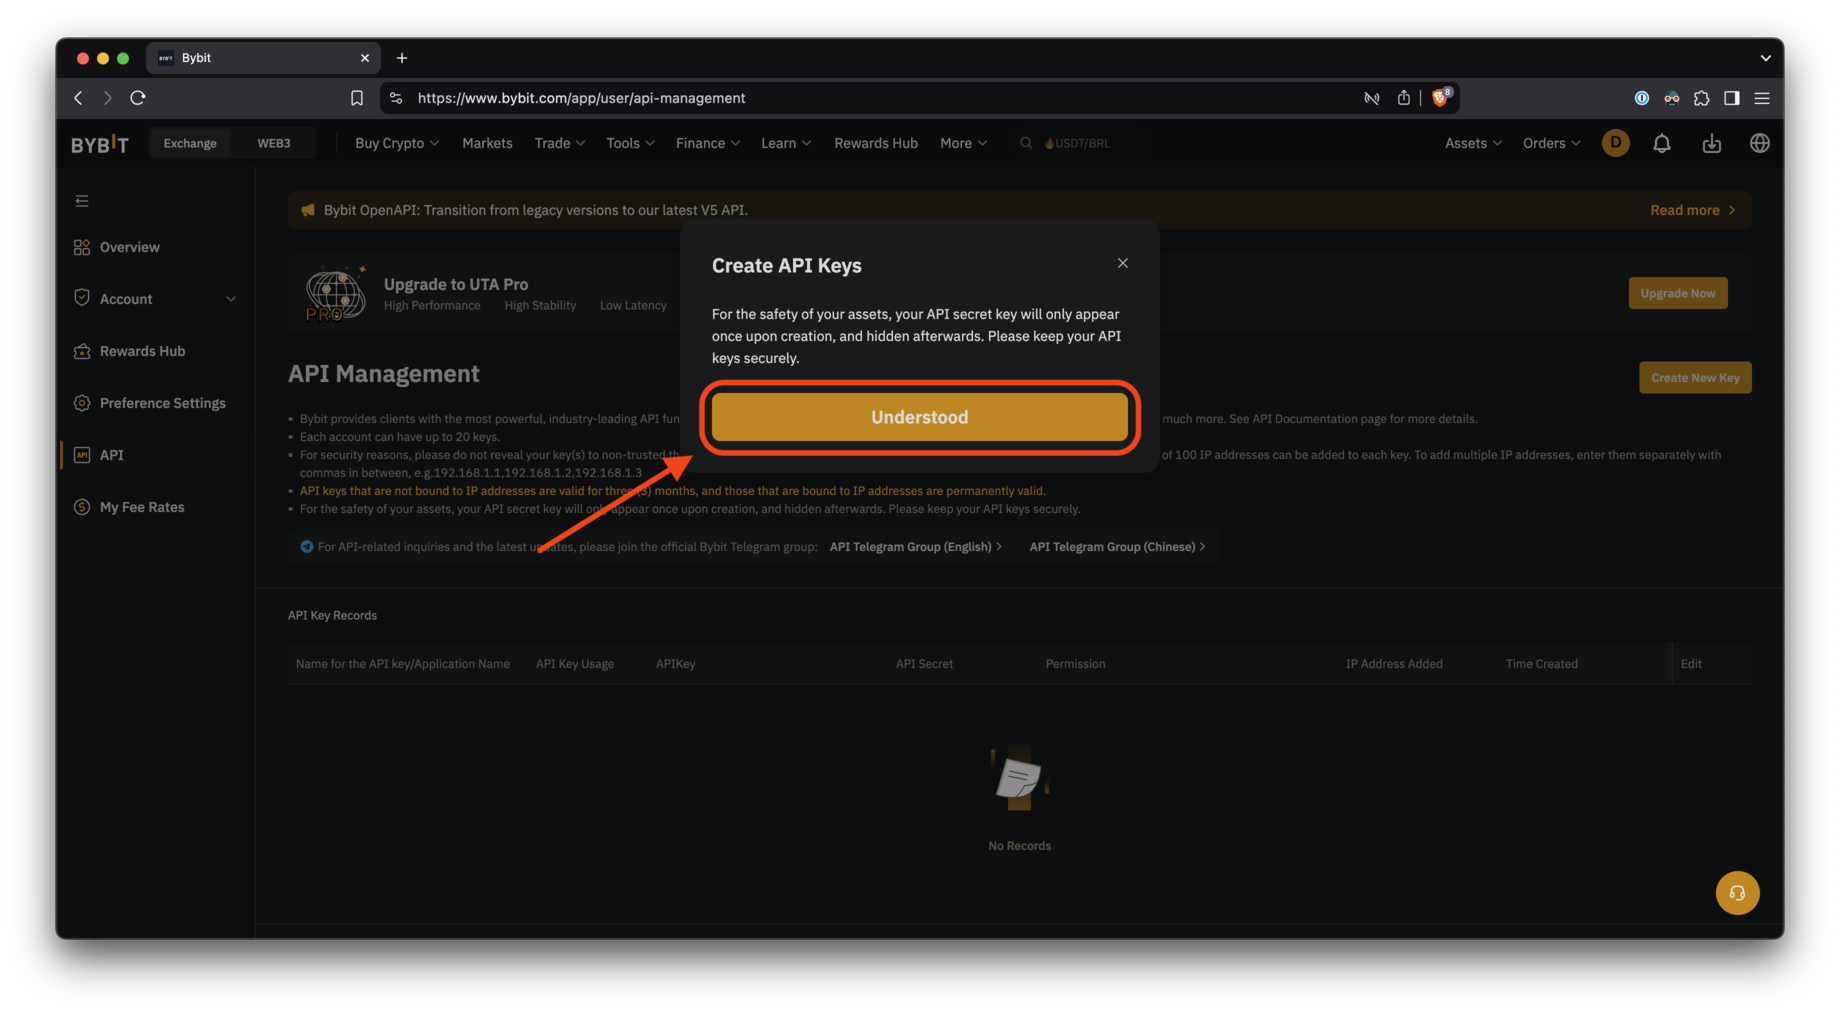 Bybit
https://www.bybit.com/app/user/api-management
8
BYBIT
Exchange
WEB3
Buy Crypto
Markets
Trade
Tools
Finance
Learn
Rewards Hub
More
USDT/BRL
Assets
Orders
D
Bybit OpenAPI: Transition from legacy versions to our latest V5 API.
Read more
Overview
Account
Rewards Hub
Preference Settings
API
API
My Fee Rates
PRO
Upgrade to UTA Pro
High Performance
High Stability
Low Latency
Upgrade Now
Create API Keys
For the safety of your assets, your API secret key will only appear
once upon creation, and hidden afterwards. Please keep your API
keys securely.
Understood
API Management
Create New Key
• Bybit provides clients with the most powerful, industry-leading API fun
much more. See API Documentation page for more details.
• Each account can have up to 20 keys.
• For security reasons, please do not reveal your key(s) to non-trusted th
of 100 IP addresses can be added to each key. To add multiple IP addresses, enter them separately with
commas in between, e.g.192.168.1.1,192.168.1.2,192.168.1.3
• API keys that are not bound to IP addresses are valid for three (3) months, and those that are bound to IP addresses are permanently valid.
• For the safety of your assets, your API secret key will only appear once upon creation, and hidden afterwards. Please keep your API keys securely.
For API-related inquiries and the latest updates, please join the official Bybit Telegram group:
API Telegram Group (English)
API Telegram Group (Chinese)
API Key Records
Name for the API key/Application Name
API Key Usage
APIKey
API Secret
Permission
IP Address Added
Time Created
Edit
No Records